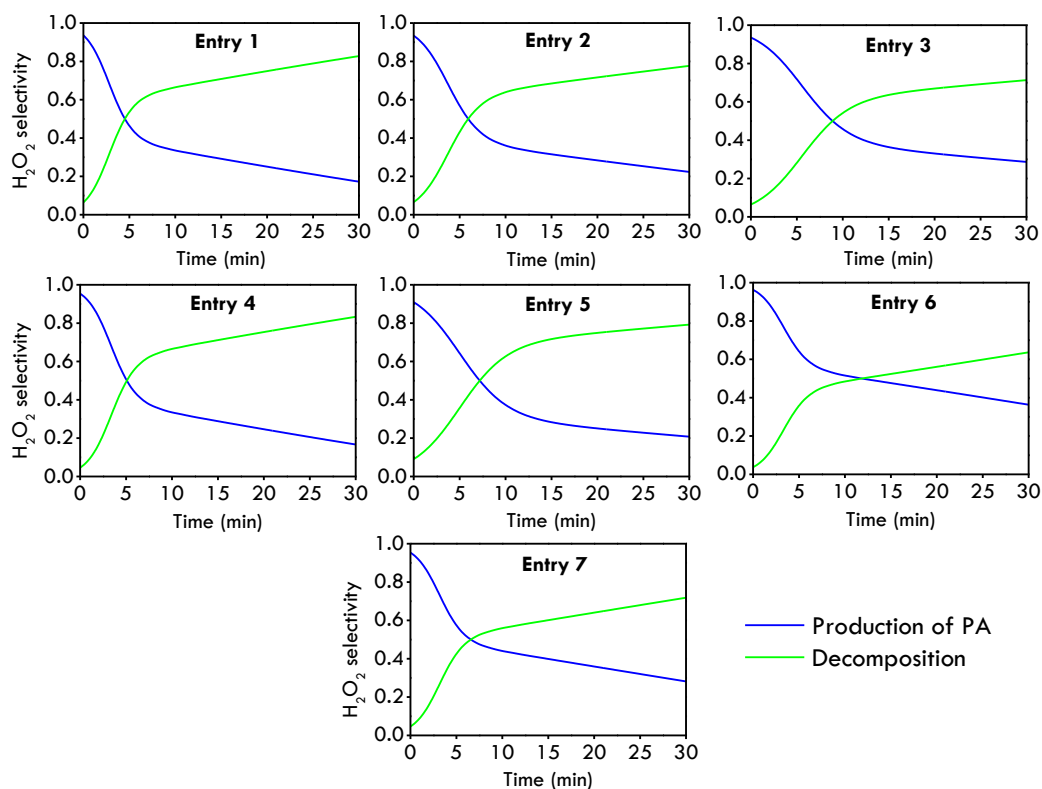 Entry 1
1.0
0.8
0.6
0.4
0.2
0.0
H₂O₂ selectivity
0 5 10 15 20 25 30
Time (min)
Entry 2
1.0
0.8
0.6
0.4
0.2
0.0
0 5 10 15 20 25 30
Time (min)
Entry 3
1.0
0.8
0.6
0.4
0.2
0.0
0 5 10 15 20 25 30
Time (min)
Entry 4
1.0
0.8
0.6
0.4
0.2
0.0
H₂O₂ selectivity
0 5 10 15 20 25 30
Time (min)
Entry 5
1.0
0.8
0.6
0.4
0.2
0.0
0 5 10 15 20 25 30
Time (min)
Entry 6
1.0
0.8
0.6
0.4
0.2
0.0
0 5 10 15 20 25 30
Time (min)
Entry 7
1.0
0.8
0.6
0.4
0.2
0.0
H₂O₂ selectivity
0 5 10 15 20 25 30
Time (min)
Production of PA
Decomposition